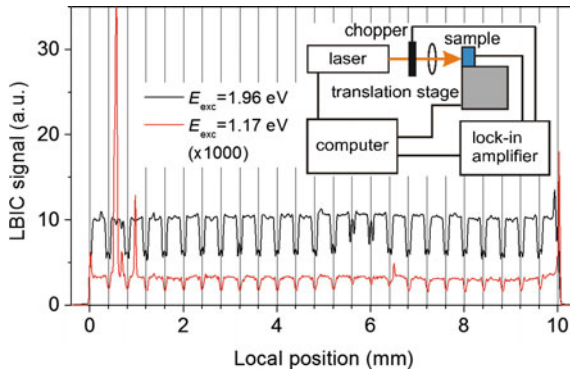 30
20
10
0
LBIC signal (a.u.)
E_exc=1.96 eV
E_exc=1.17 eV
(x1000)
chopper
sample
laser
translation stage
computer
lock-in
amplifier
0
2
4
6
8
10
Local position (mm)